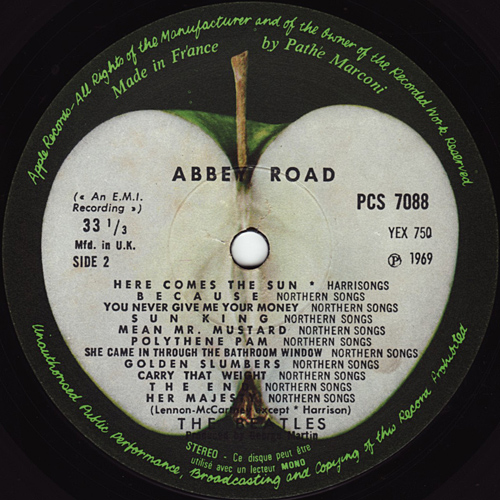 Apple Records-All Rights of the Manufacturer and of the Owner of the Recorded Work Reserved
Made in France by Pathé Marconi
ABBEY ROAD
(« An E.M.I.
Recording »)
33 1/3
Mfd. in U.K.
SIDE 2
PCS 7088
YEX 750
℗ 1969
HERE COMES THE SUN * HARRISONGS
BECAUSE NORTHERN SONGS
YOU NEVER GIVE ME YOUR MONEY NORTHERN SONGS
SUN KING NORTHERN SONGS
MEAN MR. MUSTARD NORTHERN SONGS
POLYTHENE PAM NORTHERN SONGS
SHE CAME IN THROUGH THE BATHROOM WINDOW NORTHERN SONGS
GOLDEN SLUMBERS NORTHERN SONGS
CARRY THAT WEIGHT NORTHERN SONGS
THE END NORTHERN SONGS
HER MAJESTY NORTHERN SONGS
(Lennon-McCartney except * Harrison)
THE BEATLES
Produced by George Martin
STEREO - Ce disque peut être
utilisé avec un lecteur MONO
Unauthorized Public Performance, Broadcasting and Copying of this Record Prohibited